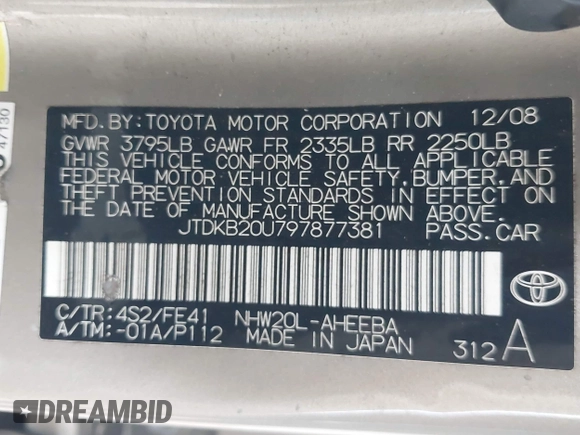 MFD. BY: TOYOTA MOTOR CORPORATION 12/08
GVWR 3795LB GAWR FR 2335LB RR 2250LB
THIS VEHICLE CONFORMS TO ALL APPLICABLE
FEDERAL MOTOR VEHICLE SAFETY, BUMPER, AND
THEFT PREVENTION STANDARDS IN EFFECT ON
THE DATE OF MANUFACTURE SHOWN ABOVE.
JTDKB20U797877381 PASS.CAR
C/TR: 4S2/FE41 NHW20L-AHEEBA
A/TM: -01A/P112 MADE IN JAPAN 312 A
TOYOTA
47130
DREAMBID